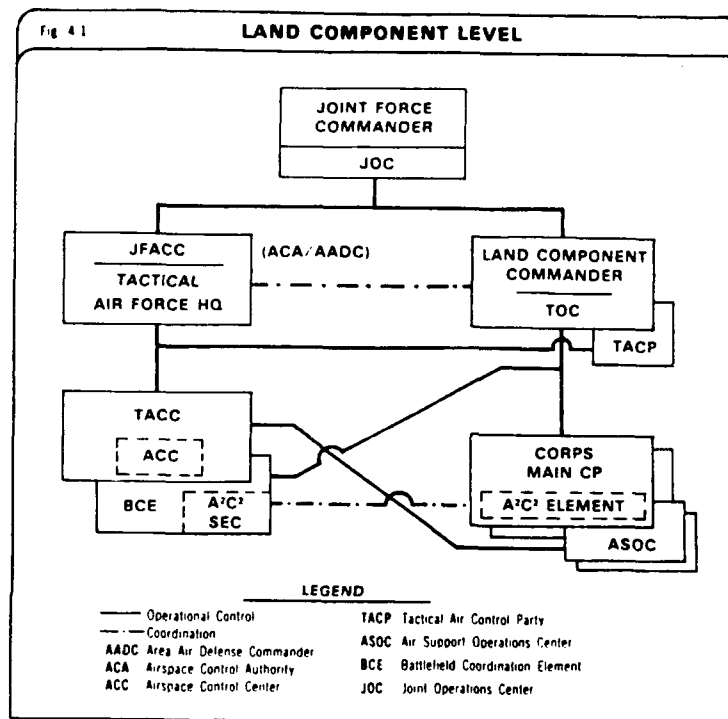 Fig 4.1
LAND COMPONENT LEVEL
JOINT FORCE
COMMANDER
JOC
JFACC
TACTICAL
AIR FORCE HQ
(ACA/AADC)
LAND COMPONENT
COMMANDER
TOC
TACP
TACC
ACC
BCE
A²C²
SEC
CORPS
MAIN CP
A²C² ELEMENT
ASOC
LEGEND
Operational Control
Coordination
AADC Area Air Defense Commander
ACA Airspace Control Authority
ACC Airspace Control Center
TACP Tactical Air Control Party
ASOC Air Support Operations Center
BCE Battlefield Coordination Element
JOC Joint Operations Center